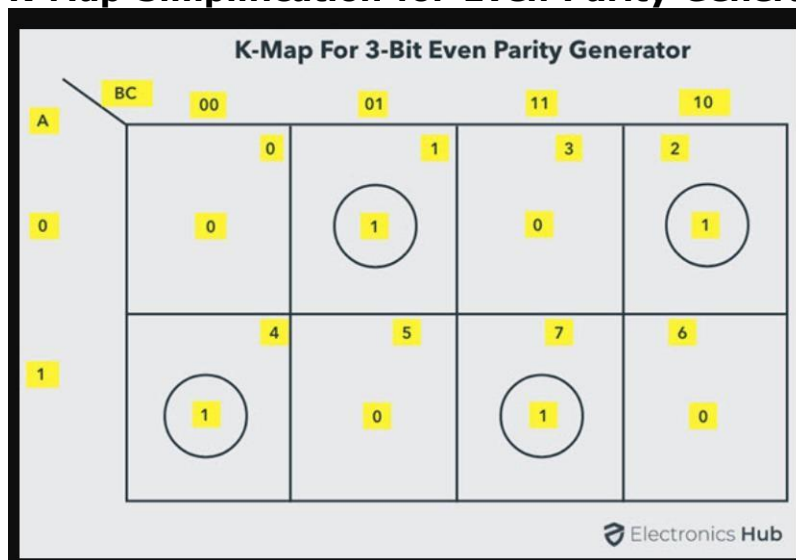 K-Map For 3-Bit Even Parity Generator
BC 00 01 11 10
A
0 1 3 2
0 0 1 0 1
4 5 7 6
1
1 0 1 0
Electronics Hub